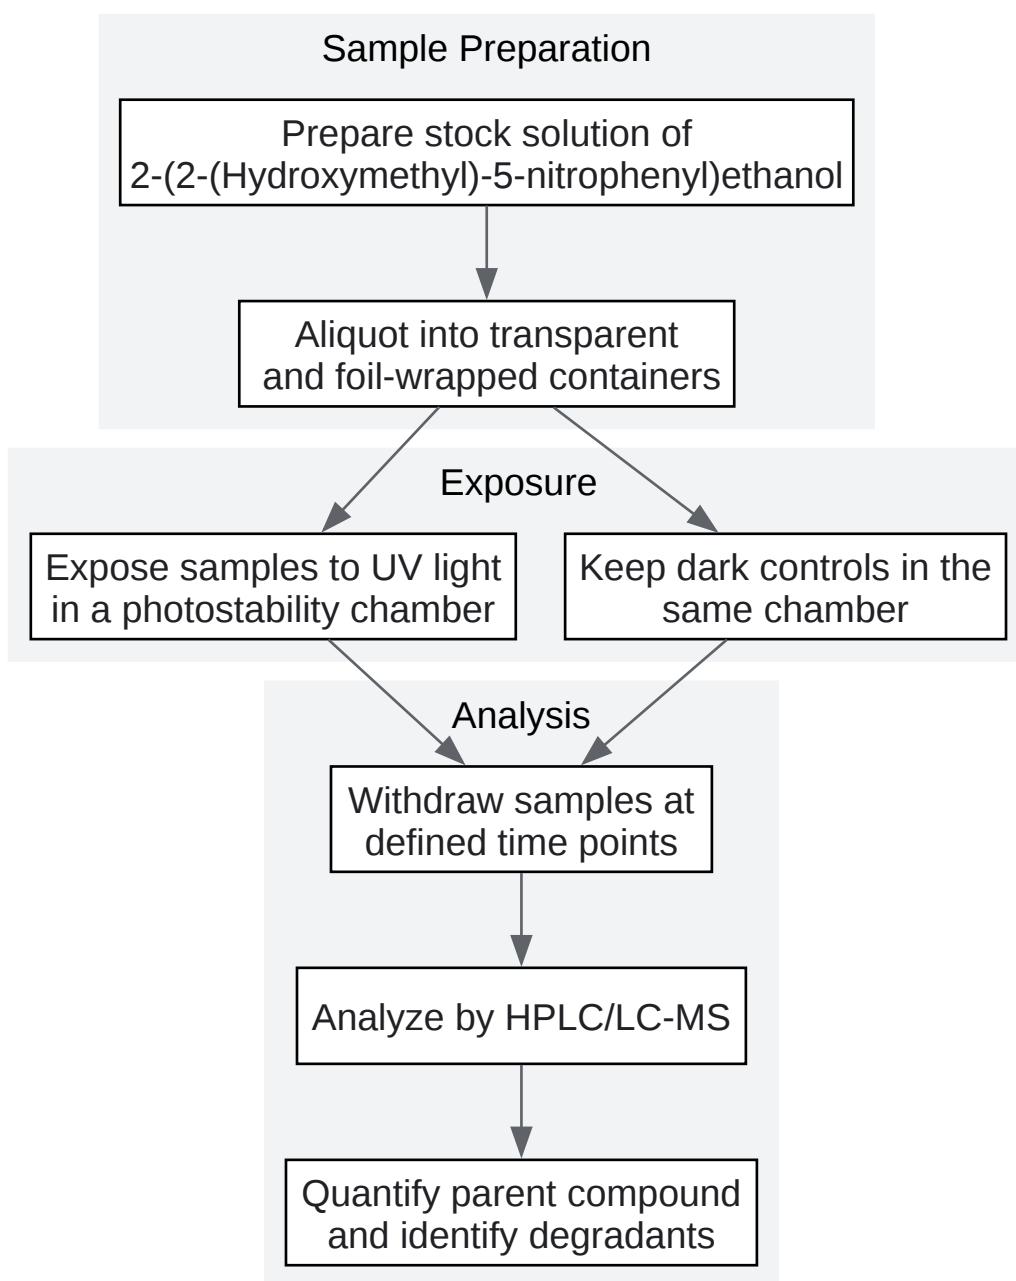 Sample Preparation
Prepare stock solution of
2-(2-(Hydroxymethyl)-5-nitrophenyl)ethanol
Aliquot into transparent
and foil-wrapped containers
Exposure
Expose samples to UV light
in a photostability chamber
Keep dark controls in the
same chamber
Analysis
Withdraw samples at
defined time points
Analyze by HPLC/LC-MS
Quantify parent compound
and identify degradants